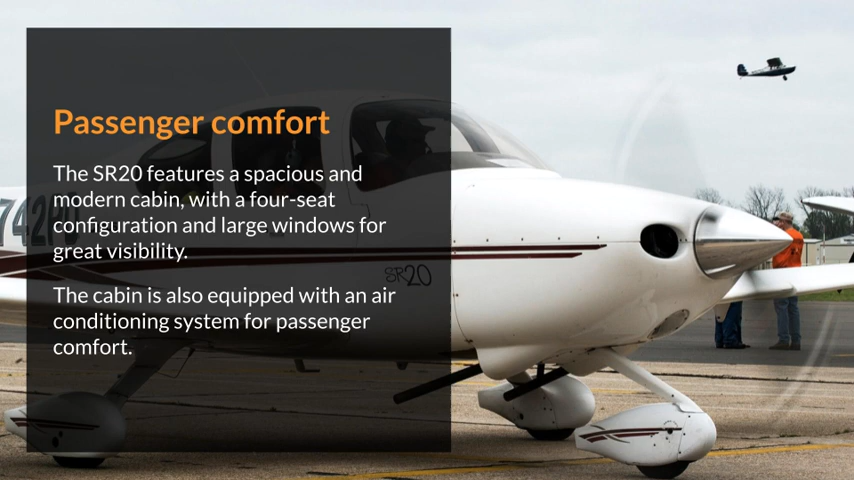 Passenger comfort
The SR20 features a spacious and
modern cabin, with a four-seat
configuration and large windows for
great visibility.
The cabin is also equipped with an air
conditioning system for passenger
comfort.
SR20